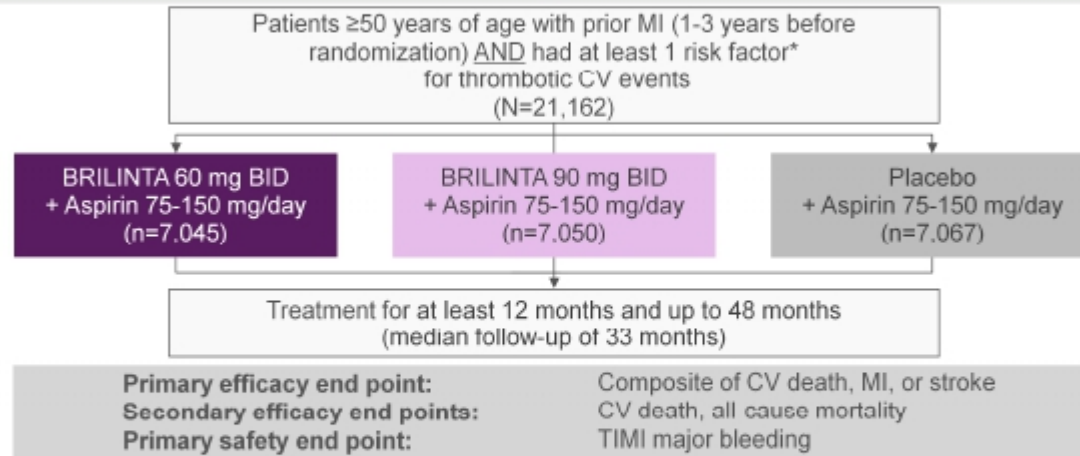 Patients ≥50 years of age with prior MI (1-3 years before
randomization) AND had at least 1 risk factor*
for thrombotic CV events
(N=21,162)
BRILINTA 60 mg BID
+ Aspirin 75-150 mg/day
(n=7.045)
BRILINTA 90 mg BID
+ Aspirin 75-150 mg/day
(n=7.050)
Placebo
+ Aspirin 75-150 mg/day
(n=7.067)
Treatment for at least 12 months and up to 48 months
(median follow-up of 33 months)
Primary efficacy end point: Composite of CV death, MI, or stroke
Secondary efficacy end points: CV death, all cause mortality
Primary safety end point: TIMI major bleeding